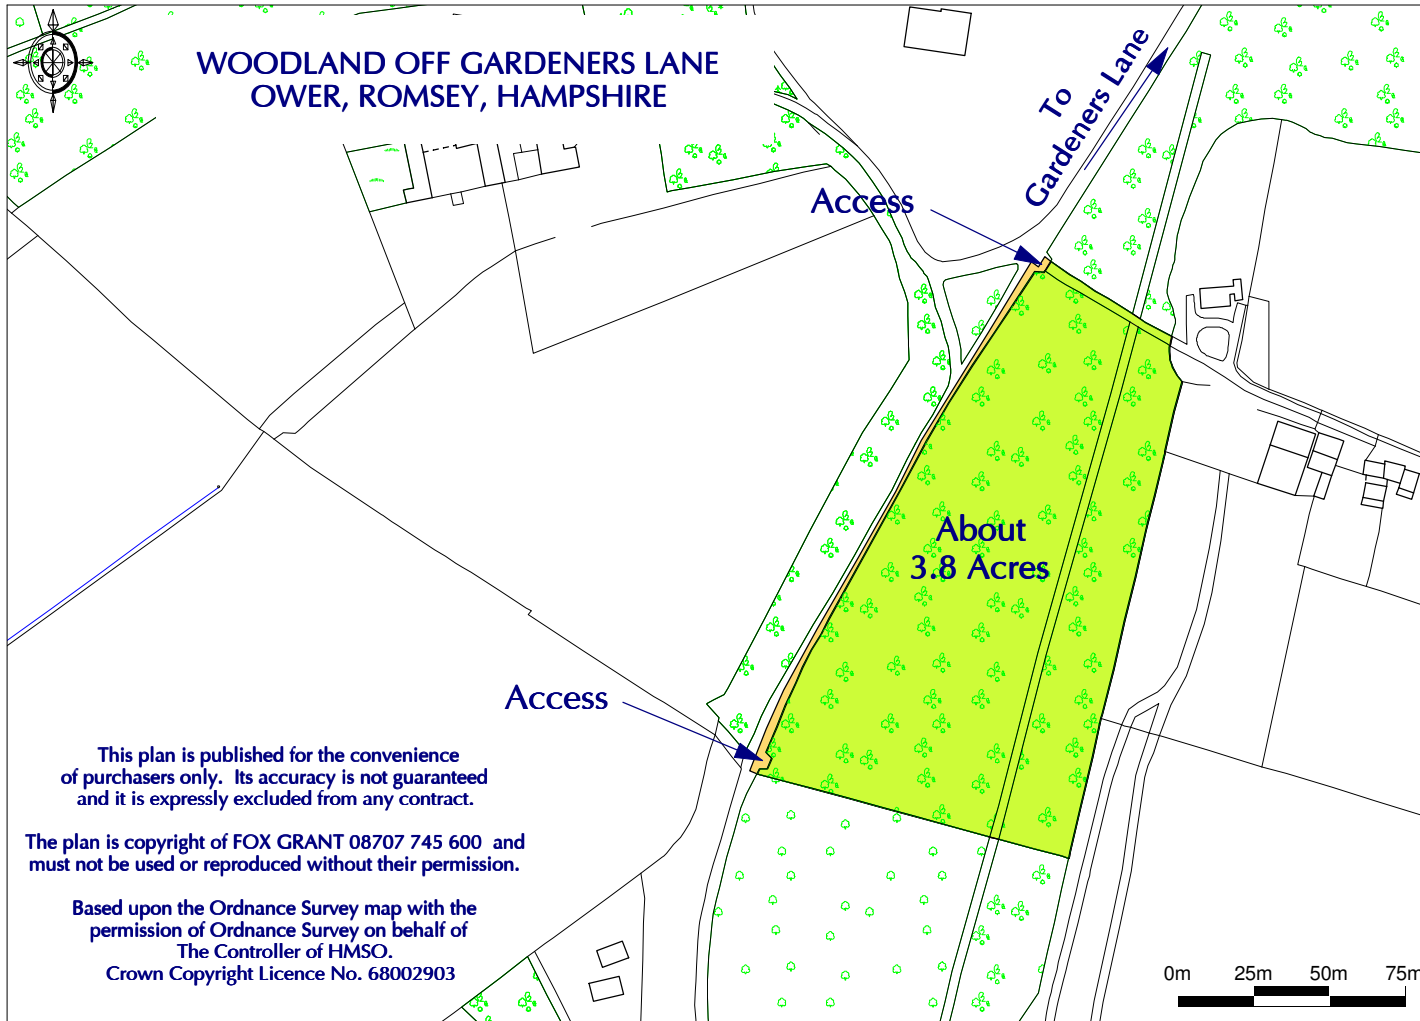 WOODLAND OFF GARDENERS LANE
OWER, ROMSEY, HAMPSHIRE
To
Gardeners Lane
Access
About
3.8 Acres
Access
This plan is published for the convenience
of purchasers only. Its accuracy is not guaranteed
and it is expressly excluded from any contract.
The plan is copyright of FOX GRANT 08707 745 600 and
must not be used or reproduced without their permission.
Based upon the Ordnance Survey map with the
permission of Ordnance Survey on behalf of
The Controller of HMSO.
Crown Copyright Licence No. 68002903
0m 25m 50m 75m